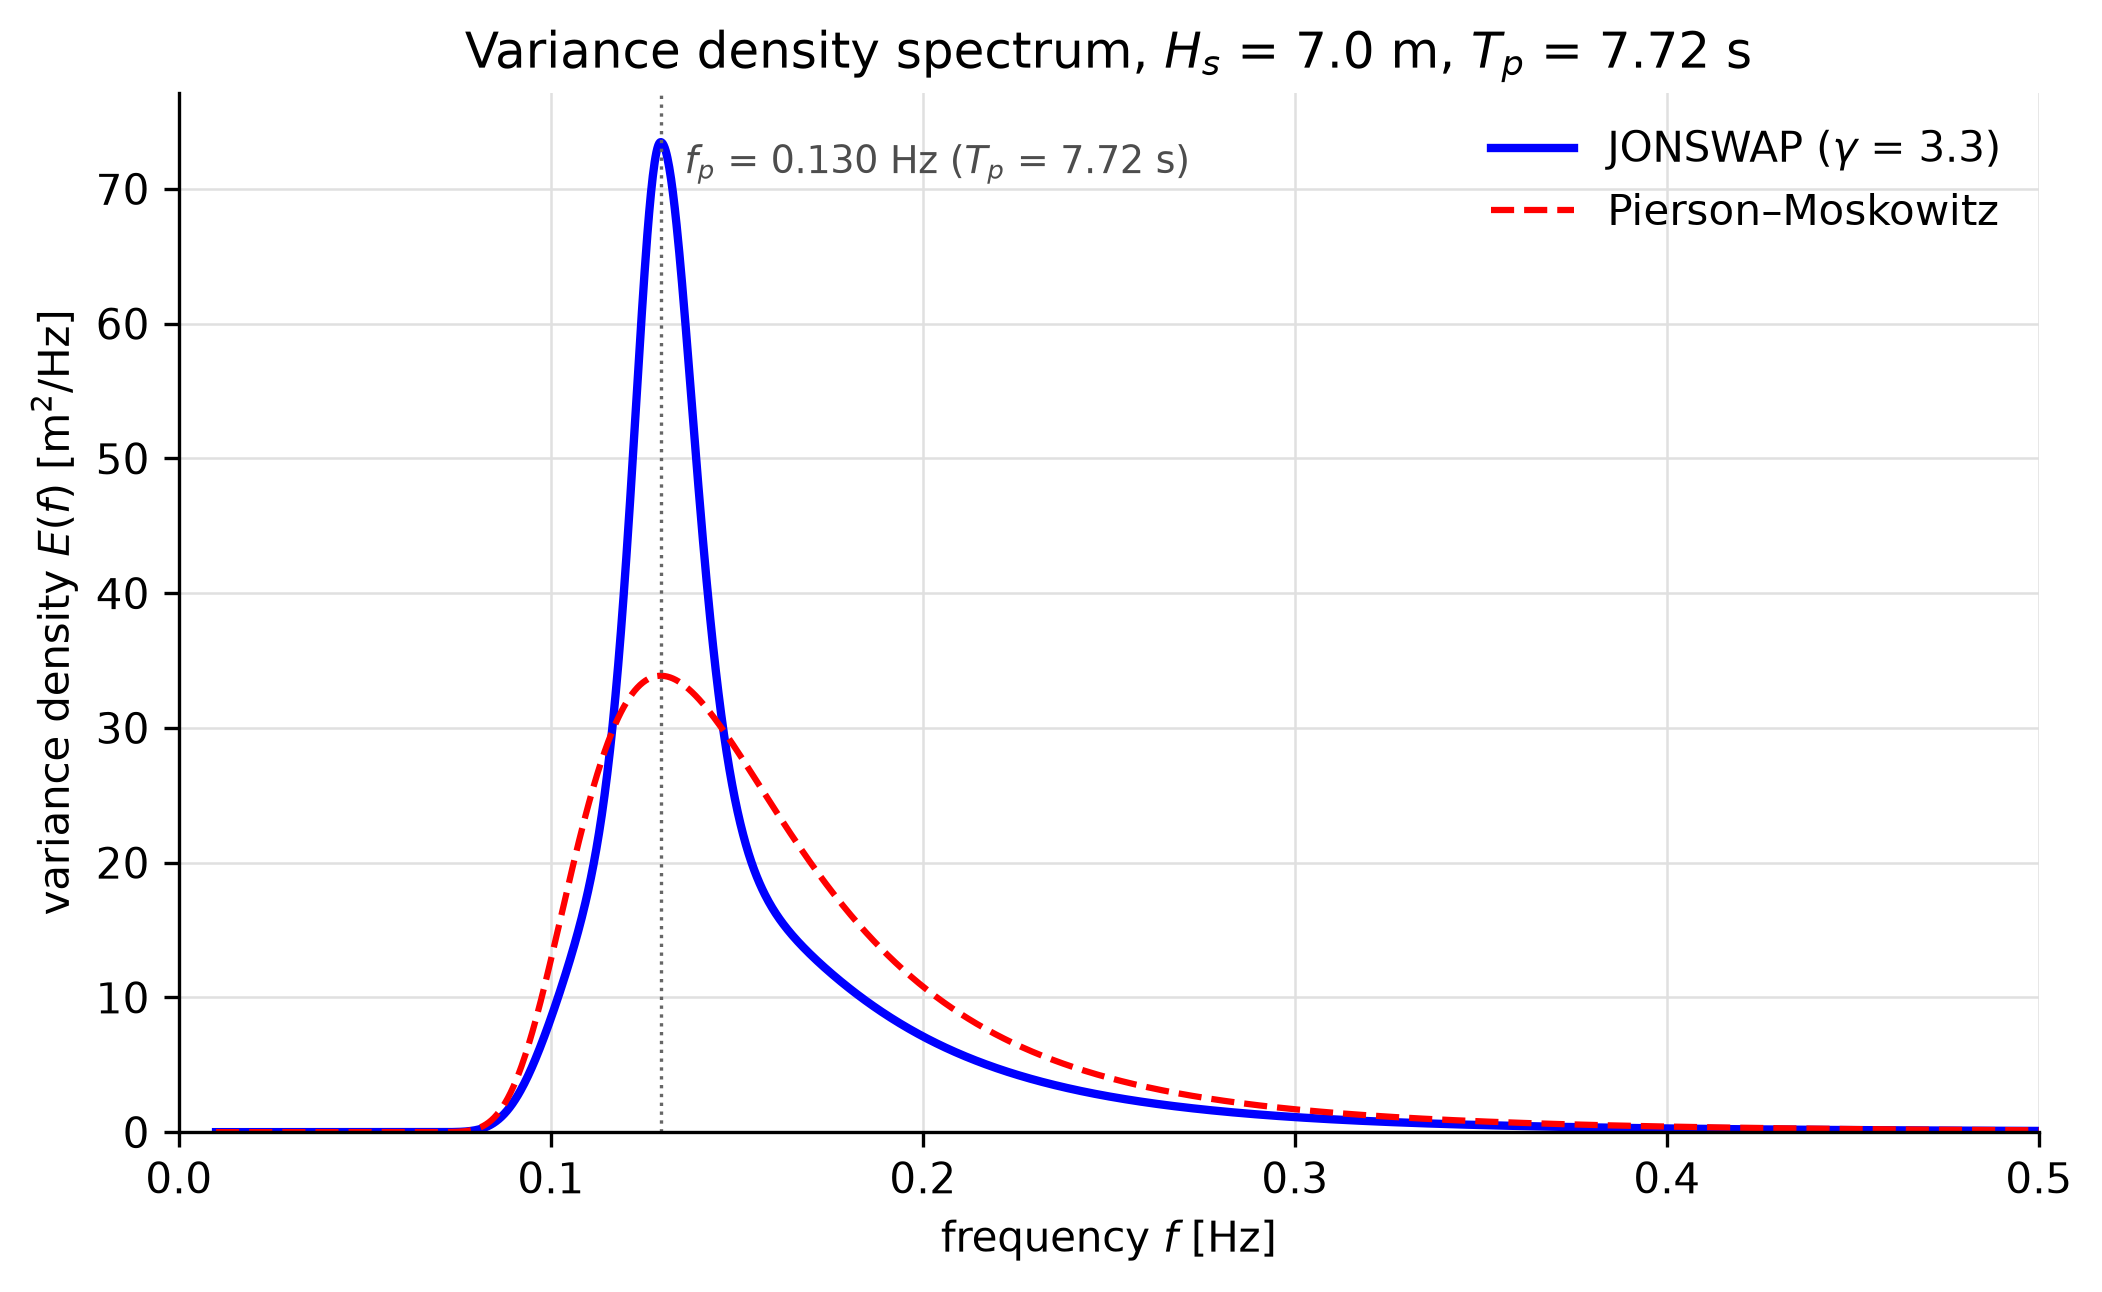 Variance density spectrum, Hₛ = 7.0 m, Tₚ = 7.72 s
fₚ = 0.130 Hz (Tₚ = 7.72 s)
JONSWAP (γ = 3.3)
Pierson–Moskowitz
variance density E(f) [m²/Hz]
70
60
50
40
30
20
10
0
0.0 0.1 0.2 0.3 0.4 0.5
frequency f [Hz]